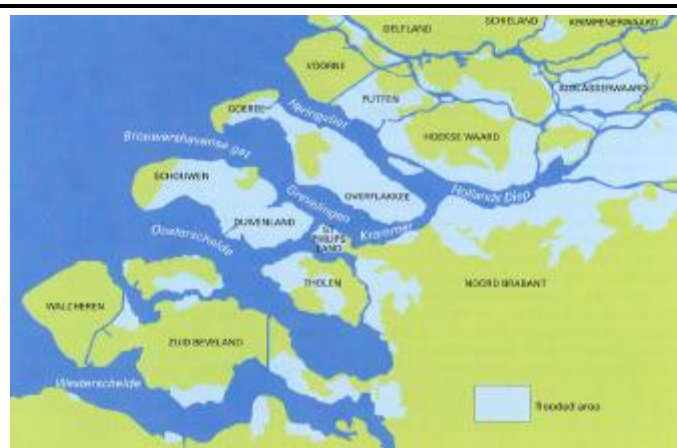 DELFLAND
SCHIELAND
KRIMPENERWAARD
VOORNE
PUTTEN
ALBLASSERWAARD
GOEREE
Haringvliet
HOEKSE WAARD
Brouwershavense gat
SCHOUWEN
OVERFLAKKEE
Hollands Diep
Grevelingen
DUIVENLAND
ST PHILIPS LAND
Krammer
Oosterschelde
THOLEN
NOORD BRABANT
WALCHEREN
ZUID BEVELAND
Westerschelde
flooded area